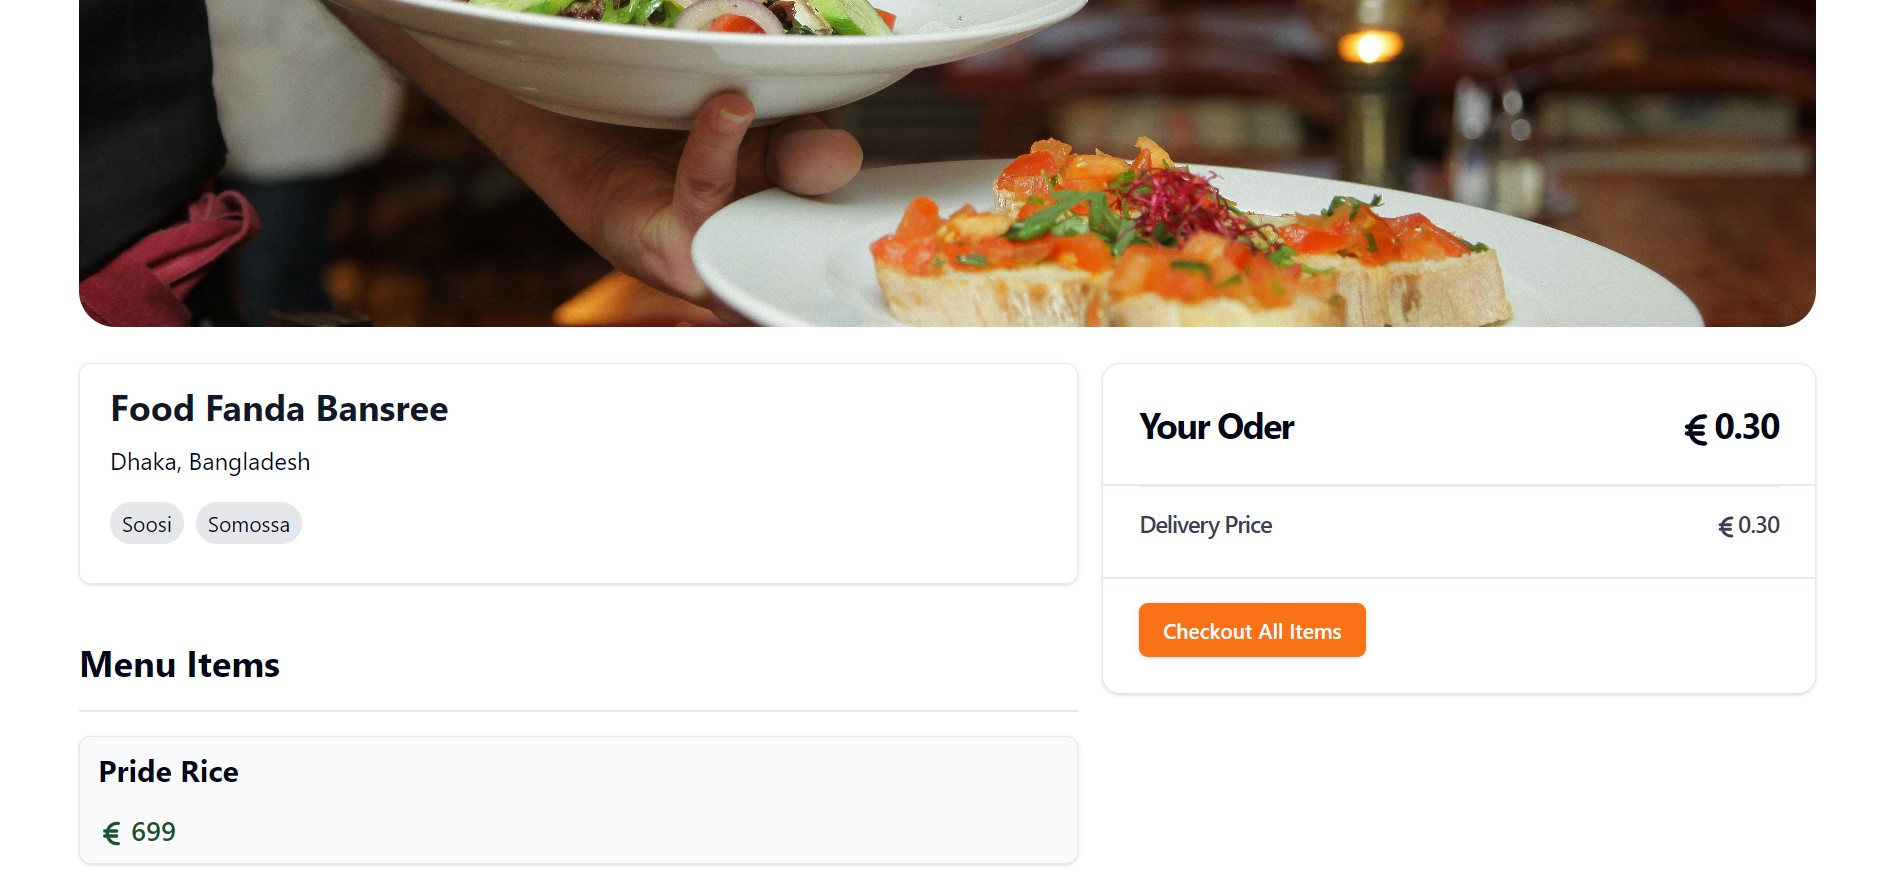 Food Fanda Bansree
Dhaka, Bangladesh
Soosi Somossa
Menu Items
Pride Rice
€ 699
Your Oder € 0.30
Delivery Price € 0.30
Checkout All Items